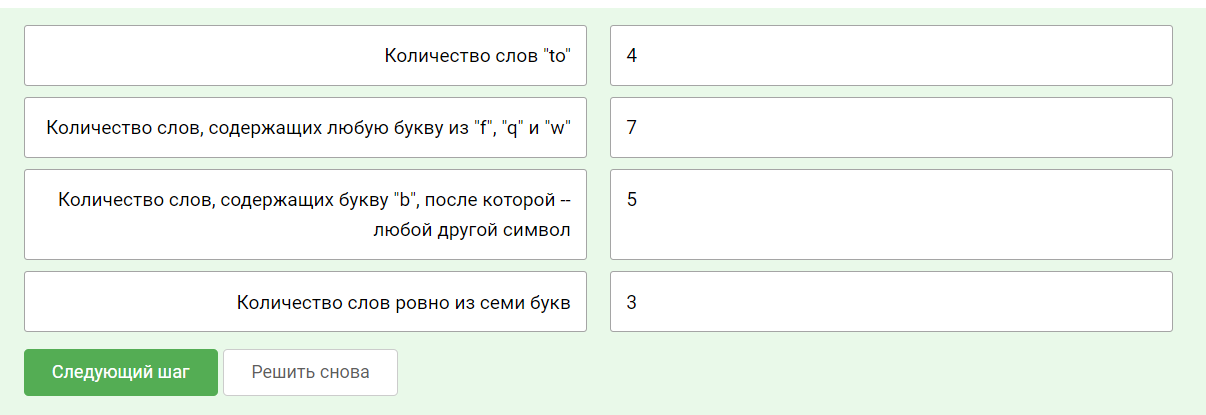 Количество слов "to"
4
Количество слов, содержащих любую букву из "f", "q" и "w"
7
Количество слов, содержащих букву "b", после которой --
любой другой символ
5
Количество слов ровно из семи букв
3
Следующий шаг
Решить снова